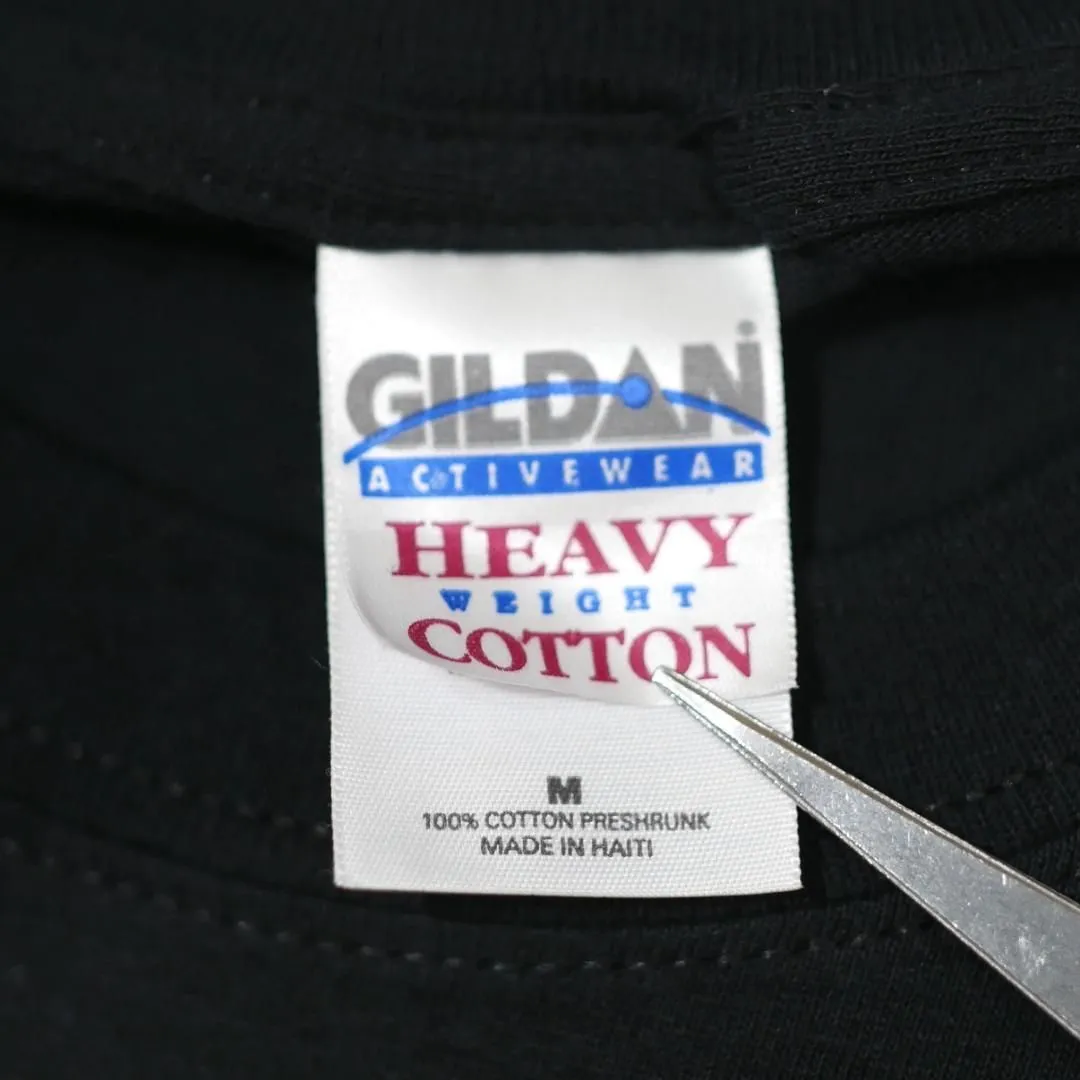 GILDAN
ACTIVEWEAR
HEAVY
WEIGHT
COTTON
M
100% COTTON PRESHRUNK
MADE IN HAITI